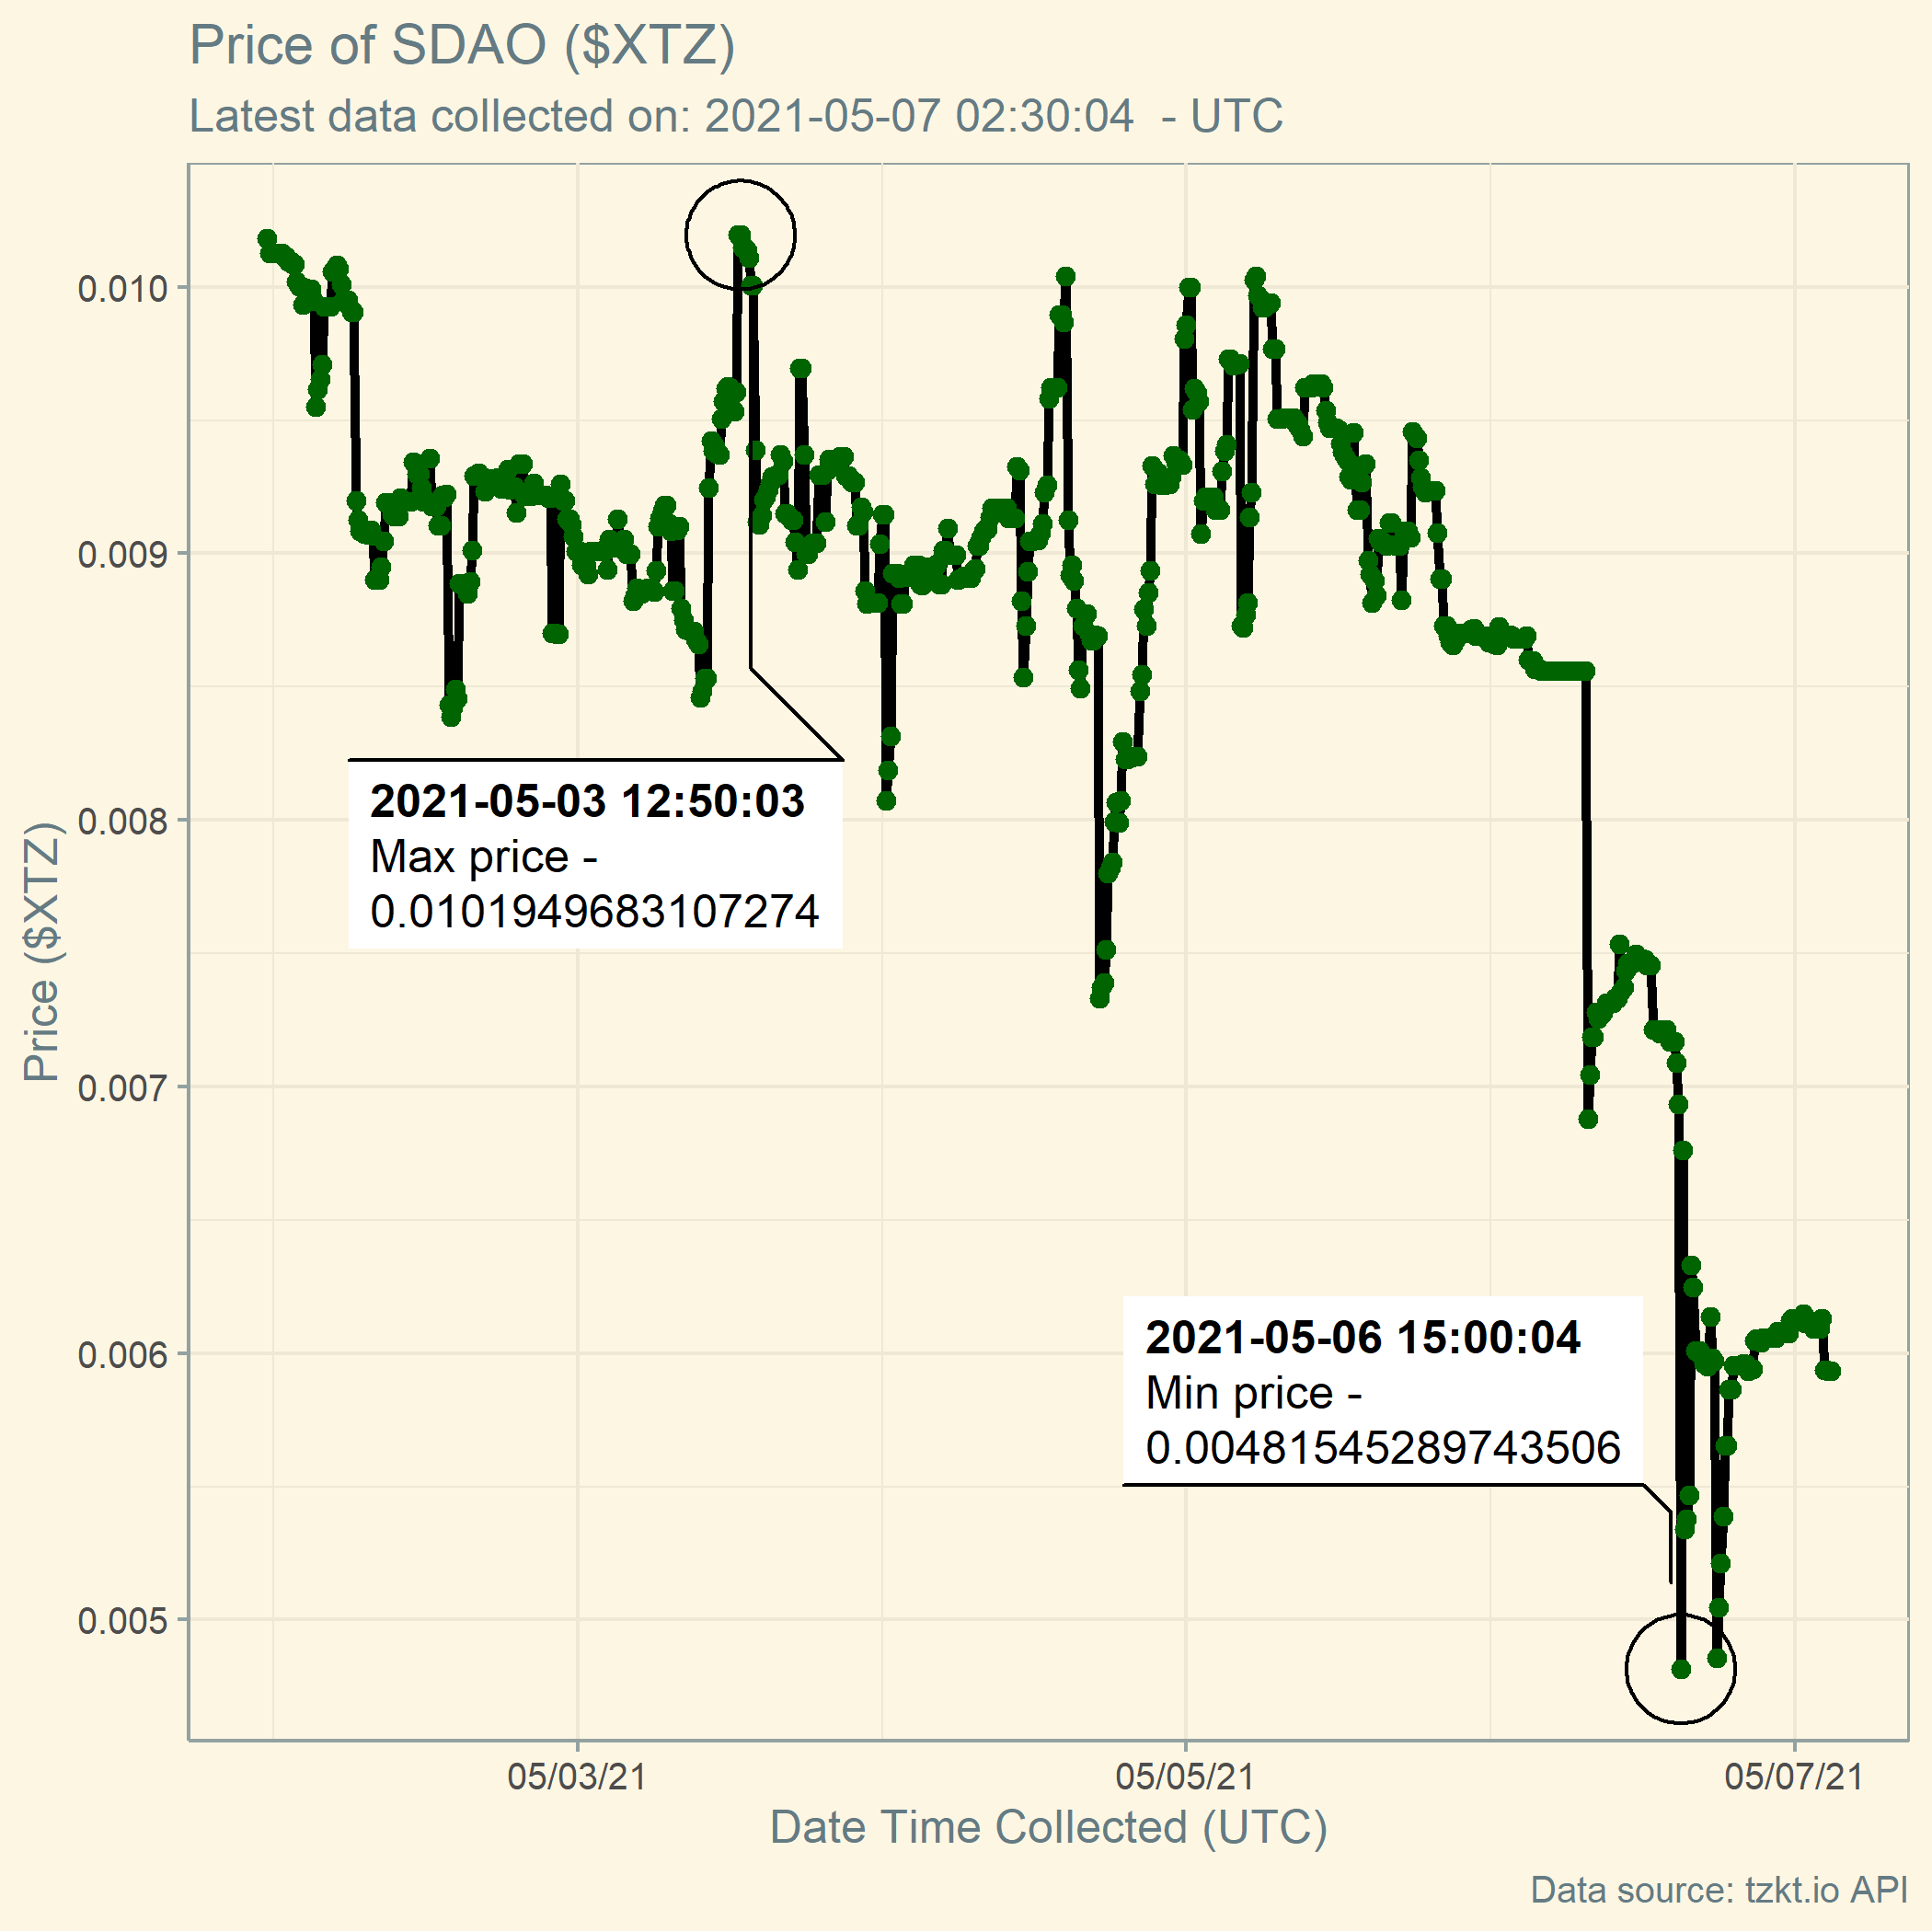 Price of SDAO ($XTZ)
Latest data collected on: 2021-05-07 02:30:04 - UTC
Price ($XTZ)
0.010
0.009
0.008
0.007
0.006
0.005
2021-05-03 12:50:03
Max price -
0.0101949683107274
2021-05-06 15:00:04
Min price -
0.00481545289743506
05/03/21
05/05/21
05/07/21
Date Time Collected (UTC)
Data source: tzkt.io API